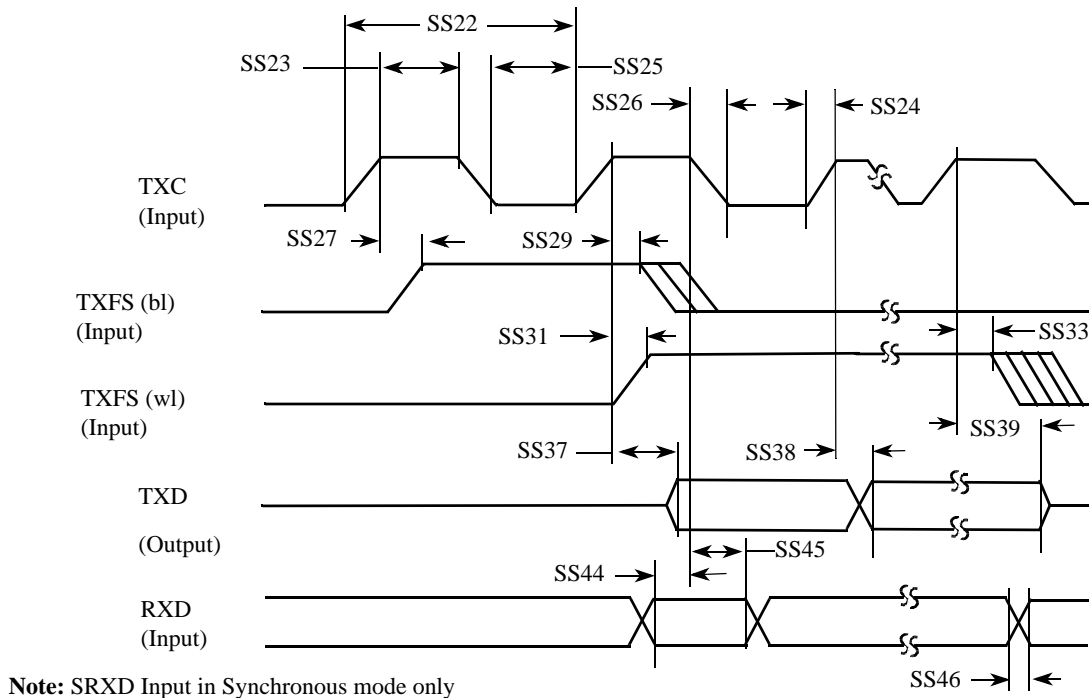 SS22
SS23
SS25
SS26
SS24
TXC
(Input)
SS27
SS29
TXFS (bl)
(Input)
SS31
SS33
TXFS (wl)
(Input)
SS39
SS37
SS38
TXD
(Output)
SS45
SS44
RXD
(Input)
SS46
Note: SRXD Input in Synchronous mode only